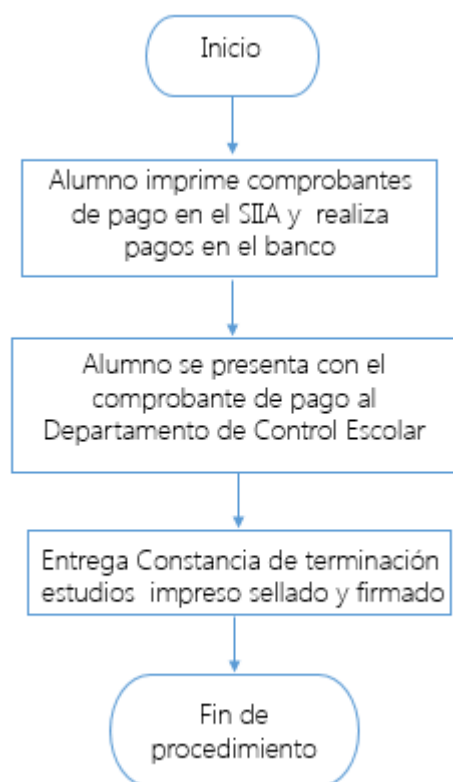 Inicio
Alumno imprime comprobantes
de pago en el SIIA y realiza
pagos en el banco
Alumno se presenta con el
comprobante de pago al
Departamento de Control Escolar
Entrega Constancia de terminación
estudios impreso sellado y firmado
Fin de
procedimiento